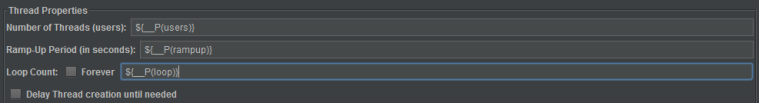 Thread Properties
Number of Threads (users): ${__P(users)}
Ramp-Up Period (in seconds): ${__P(rampup)}
Loop Count: Forever ${__P(loop)}
Delay Thread creation until needed